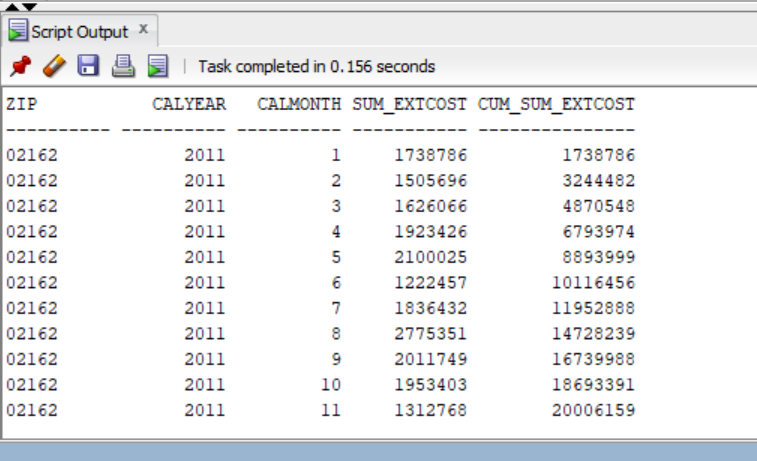 Script Output x
Task completed in 0.156 seconds
ZIP CALYEAR CALMONTH SUM_EXTCOST CUM_SUM_EXTCOST
---------- ---------- ---------- ----------- ---------------
02162 2011 1 1738786 1738786
02162 2011 2 1505696 3244482
02162 2011 3 1626066 4870548
02162 2011 4 1923426 6793974
02162 2011 5 2100025 8893999
02162 2011 6 1222457 10116456
02162 2011 7 1836432 11952888
02162 2011 8 2775351 14728239
02162 2011 9 2011749 16739988
02162 2011 10 1953403 18693391
02162 2011 11 1312768 20006159